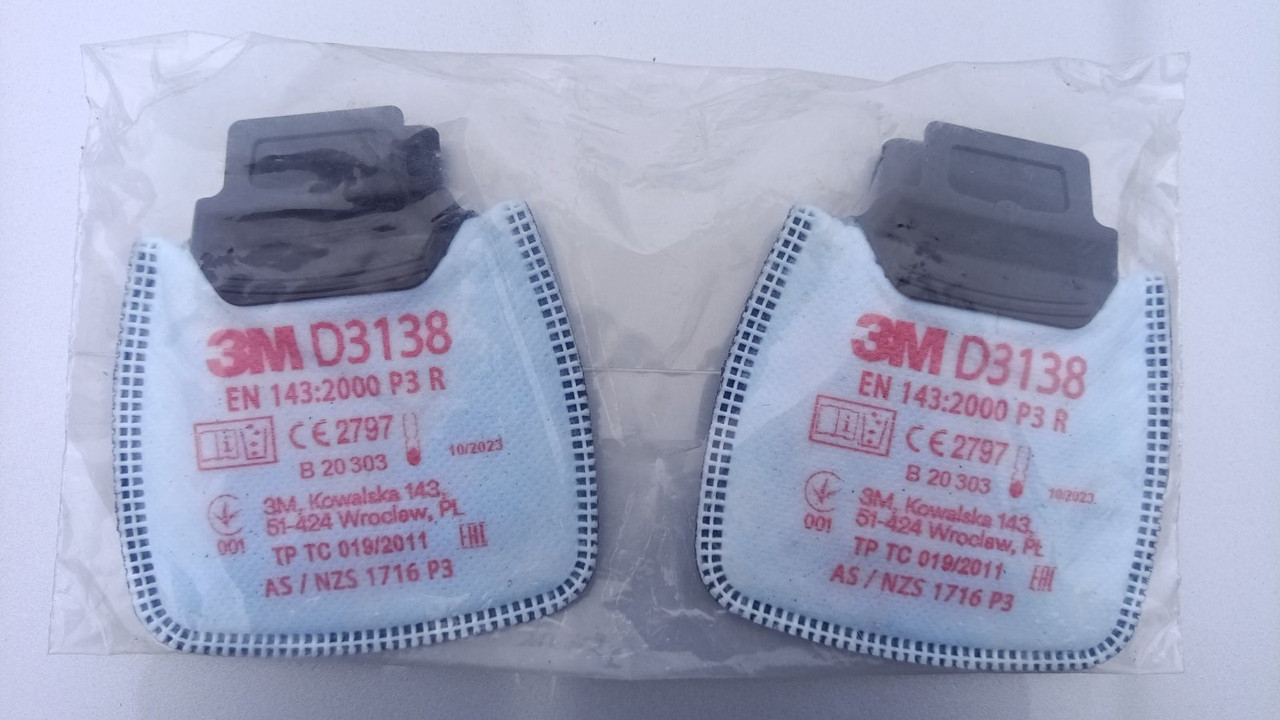 3M D3138
EN 143:2000 P3 R
CE 2797
B 20 303
10/2023
3M, Kowalska 143,
51-424 Wroclaw, PL
001
TP TC 019/2011
EAC
AS / NZS 1716 P3
3M D3138
EN 143:2000 P3 R
CE 2797
B 20 303
10/2023
3M, Kowalska 143,
51-424 Wroclaw, PL
001
TP TC 019/2011
EAC
AS / NZS 1716 P3